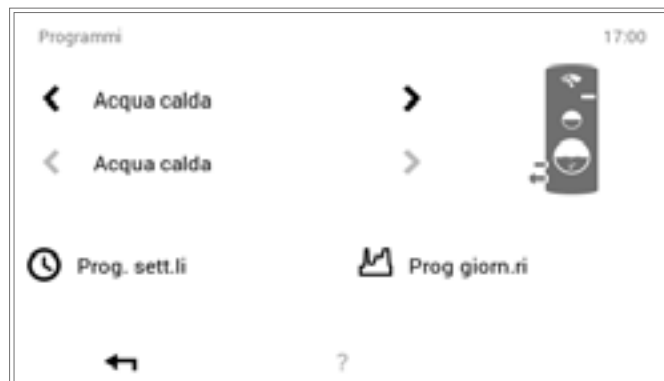 Programmi 17:00
Acqua calda
Acqua calda
Prog. sett.li Prog giorn.ri
?